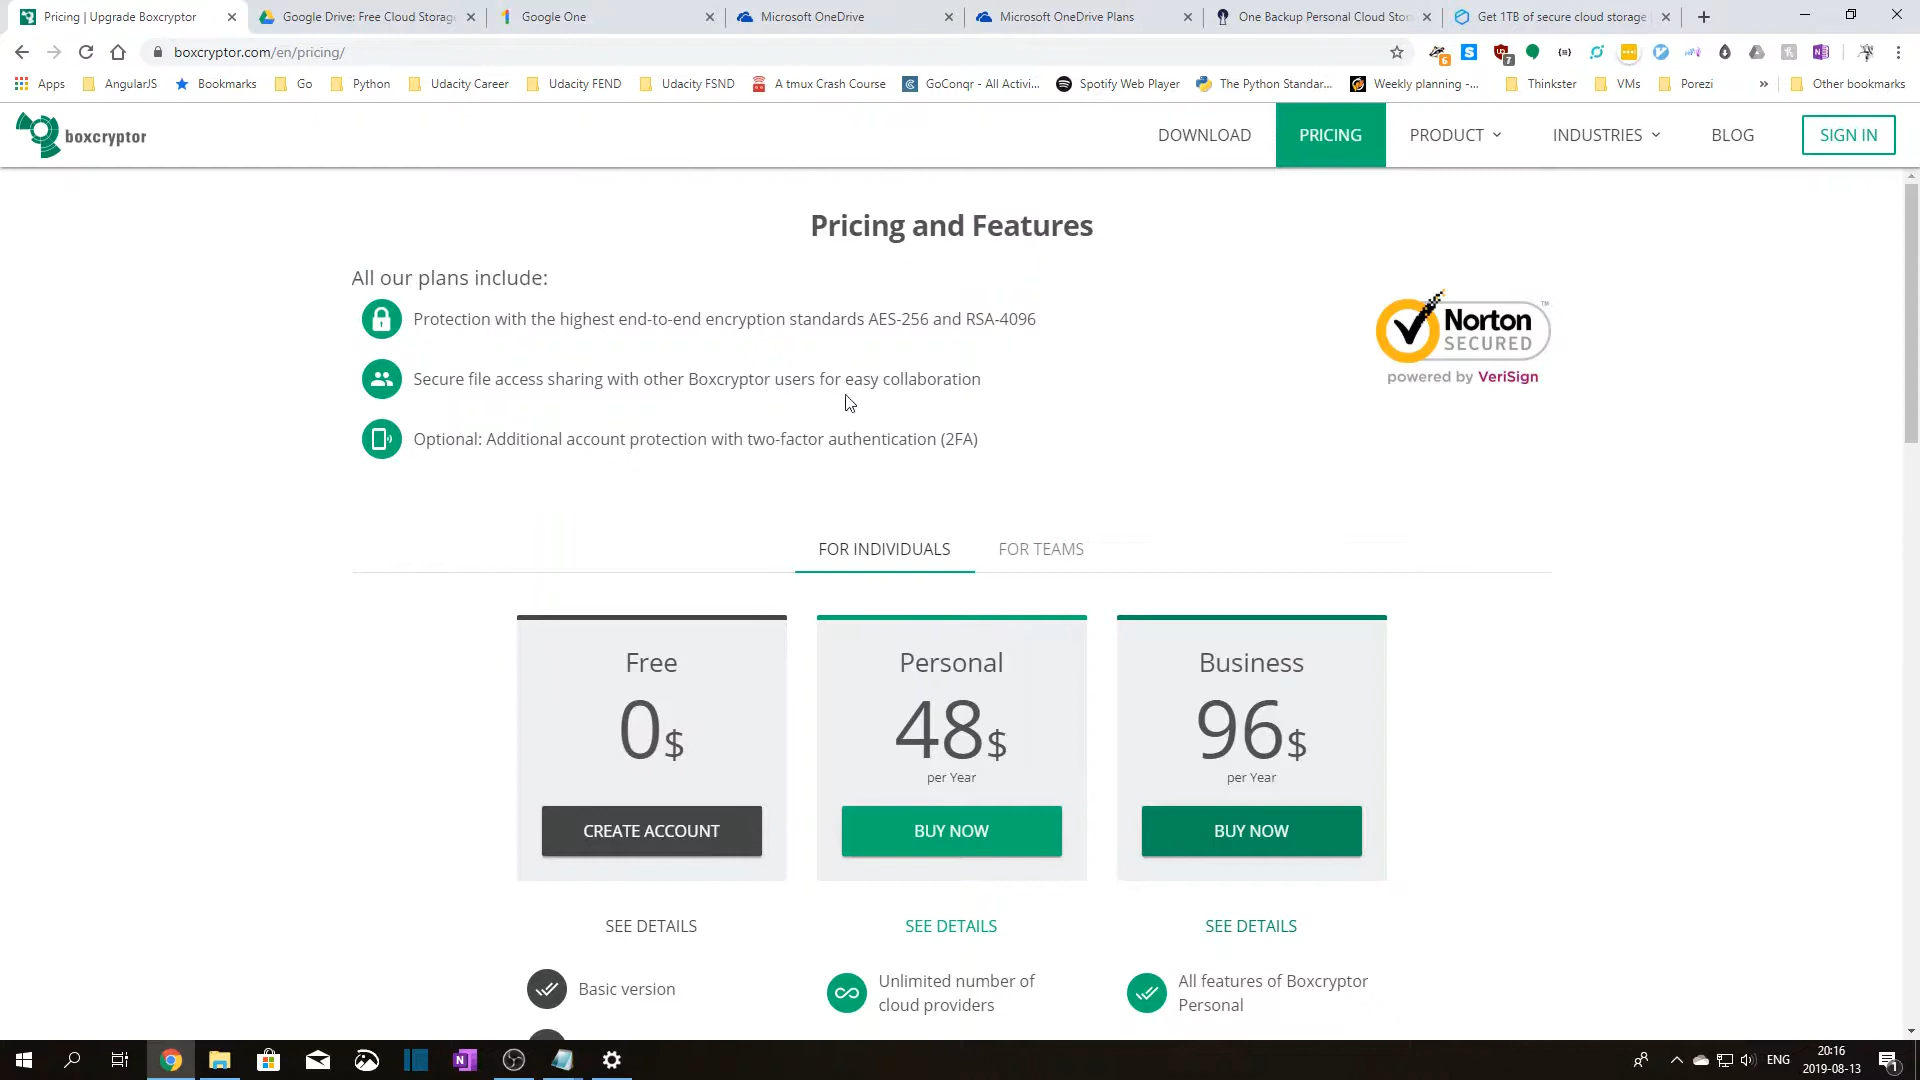 Pricing | Upgrade Boxcryptor
Google Drive: Free Cloud Storage
Google One
Microsoft OneDrive
Microsoft OneDrive Plans
One Backup Personal Cloud Stor
Get 1TB of secure cloud storage
boxcryptor.com/en/pricing/
6
7
Apps
AngularJS
Bookmarks
Go
Python
Udacity Career
Udacity FEND
Udacity FSND
A tmux Crash Course
GoConqr - All Activi...
Spotify Web Player
The Python Standar...
Weekly planning -...
Thinkster
VMs
Porezi
»
Other bookmarks
boxcryptor
DOWNLOAD
PRICING
PRODUCT
INDUSTRIES
BLOG
SIGN IN
Pricing and Features
All our plans include:
Protection with the highest end-to-end encryption standards AES-256 and RSA-4096
Secure file access sharing with other Boxcryptor users for easy collaboration
Optional: Additional account protection with two-factor authentication (2FA)
Norton
SECURED
TM
powered by VeriSign
FOR INDIVIDUALS
FOR TEAMS
Free
0$
CREATE ACCOUNT
Personal
48$
per Year
BUY NOW
Business
96$
per Year
BUY NOW
SEE DETAILS
SEE DETAILS
SEE DETAILS
Basic version
Unlimited number of
cloud providers
All features of Boxcryptor
Personal
ENG
20:16
2019-08-13
1